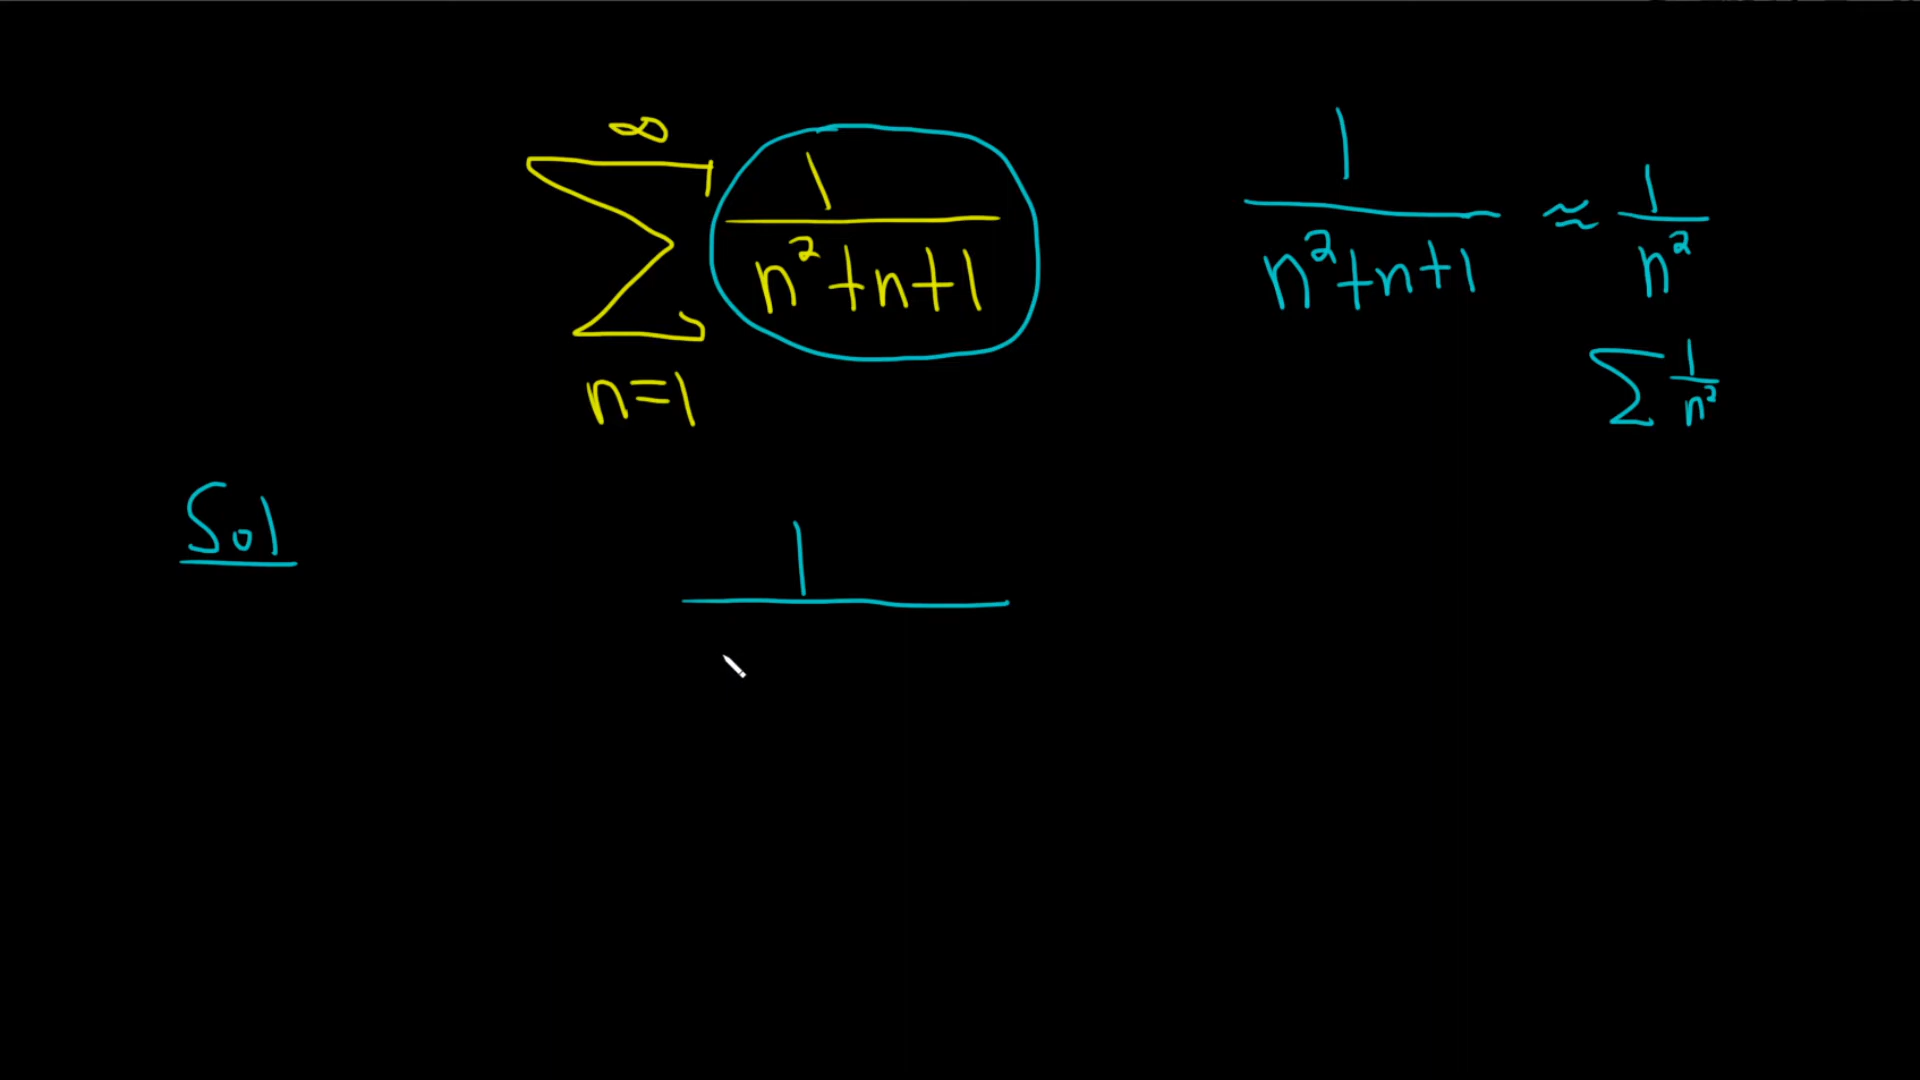 ∞
∑ 1/(n²+n+1)
n=1
1/(n²+n+1) ≈ 1/n²
∑ 1/n²
Sol
1